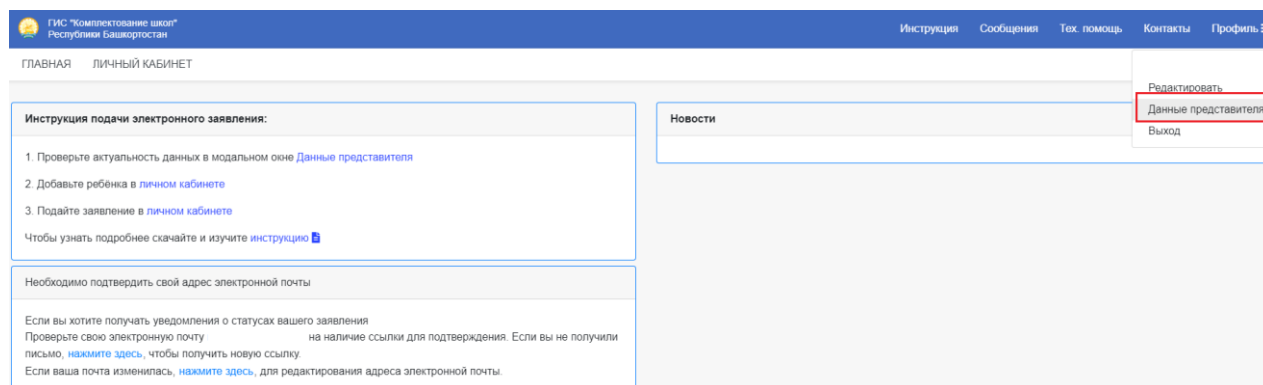 ГИС "Комплектование школ"
Республики Башкортостан
Инструкция Сообщения Тех. помощь Контакты Профиль
ГЛАВНАЯ ЛИЧНЫЙ КАБИНЕТ
Редактировать
Данные представителя
Выход
Инструкция подачи электронного заявления:
1. Проверьте актуальность данных в модальном окне Данные представителя
2. Добавьте ребёнка в личном кабинете
3. Подайте заявление в личном кабинете
Чтобы узнать подробнее скачайте и изучите инструкцию
Новости
Необходимо подтвердить свой адрес электронной почты
Если вы хотите получать уведомления о статусах вашего заявления
Проверьте свою электронную почту на наличие ссылки для подтверждения. Если вы не получили
письмо, нажмите здесь, чтобы получить новую ссылку.
Если ваша почта изменилась, нажмите здесь, для редактирования адреса электронной почты.